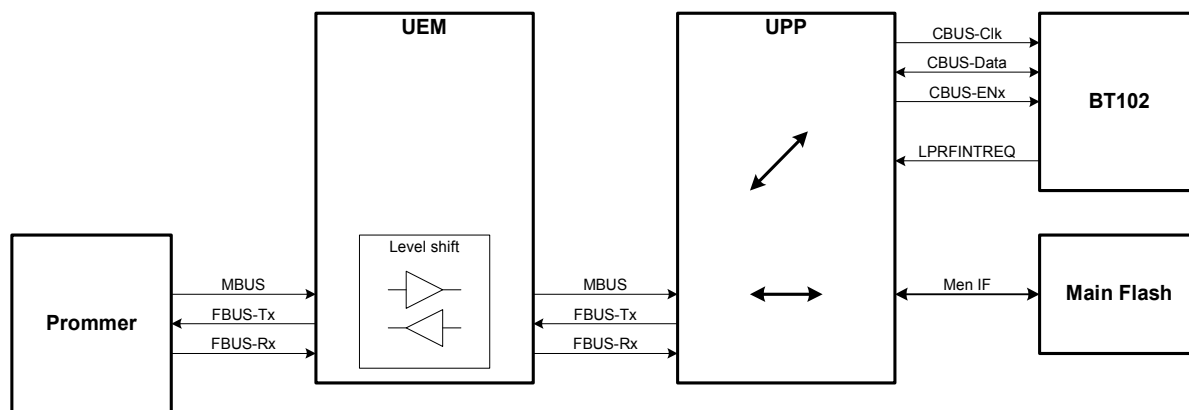 UEM
UPP
CBUS-Clk
CBUS-Data
CBUS-ENx
BT102
LPRFINTREQ
Level shift
MBUS
FBUS-Tx
FBUS-Rx
Prommer
MBUS
FBUS-Tx
FBUS-Rx
Men IF
Main Flash